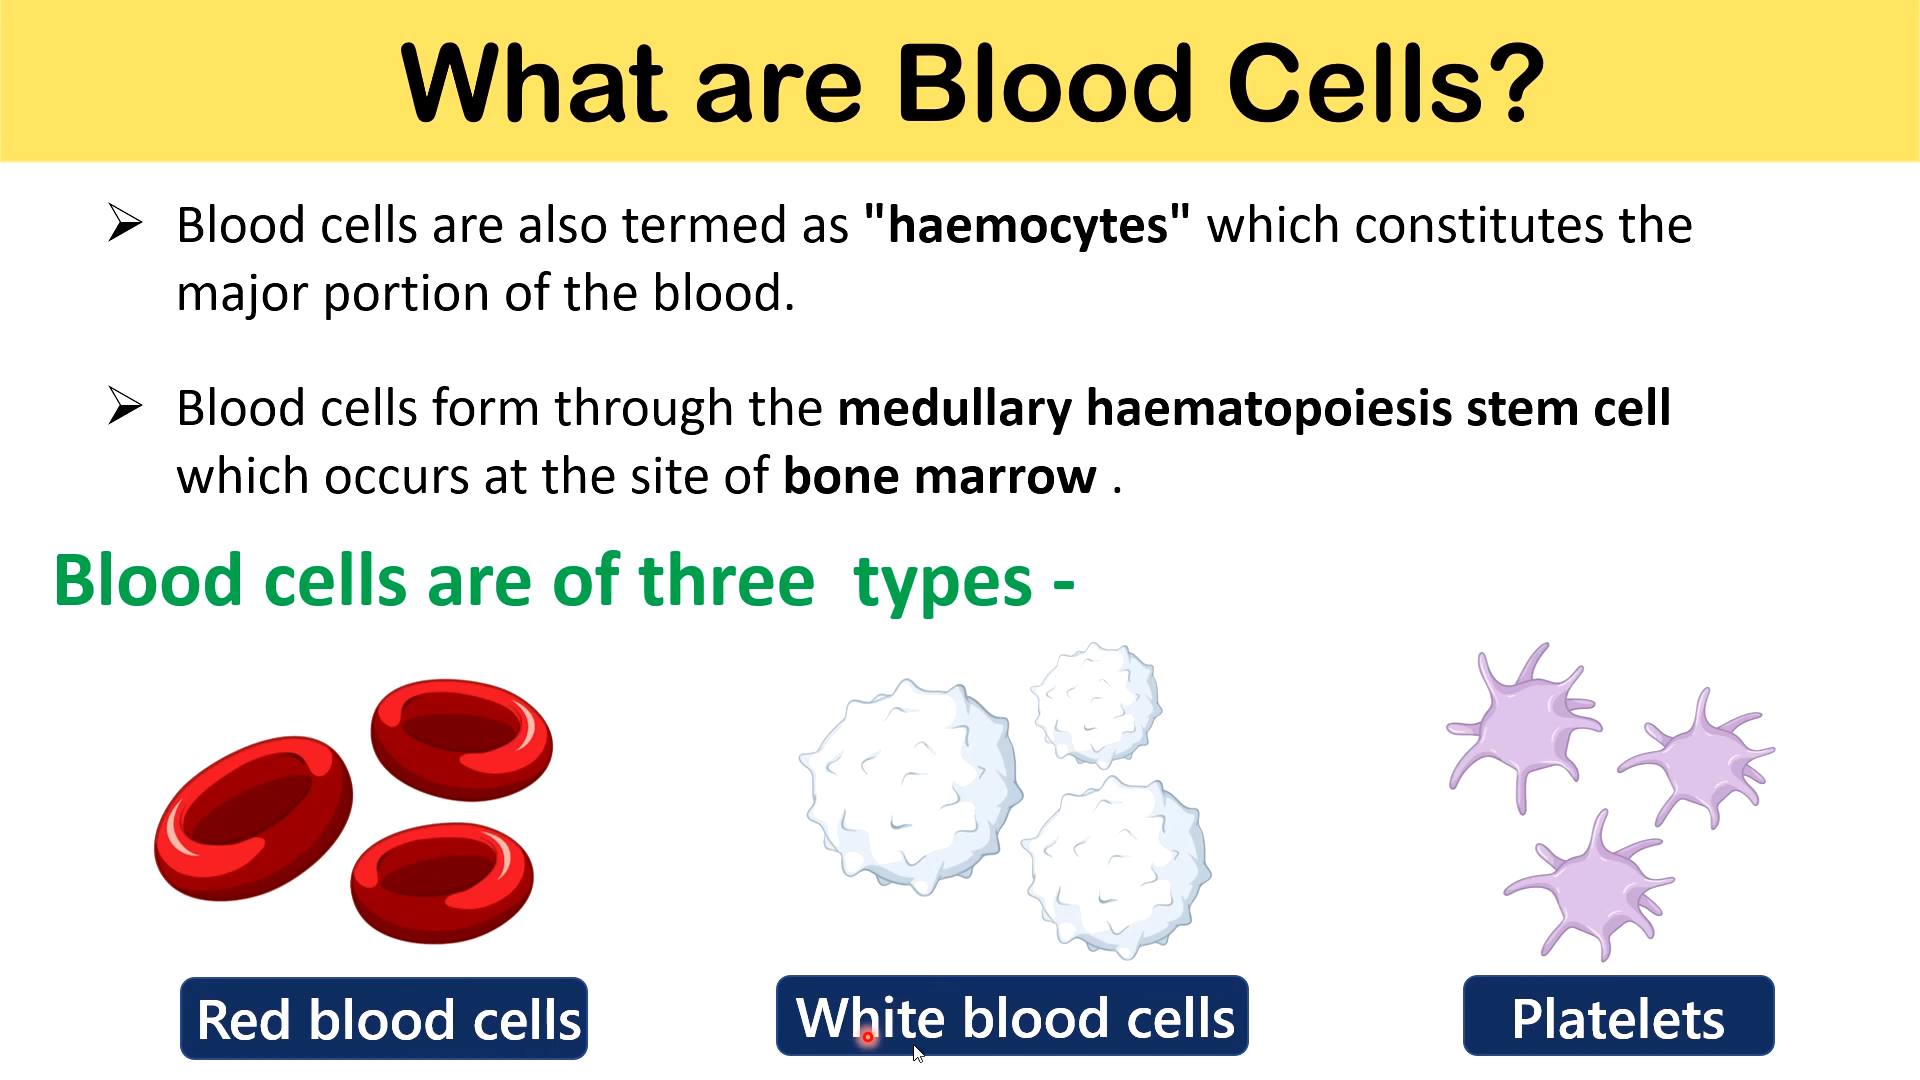 What are Blood Cells?
Blood cells are also termed as "haemocytes" which constitutes the
major portion of the blood.
Blood cells form through the medullary haematopoiesis stem cell
which occurs at the site of bone marrow .
Blood cells are of three  types -
Red blood cells
White blood cells
Platelets